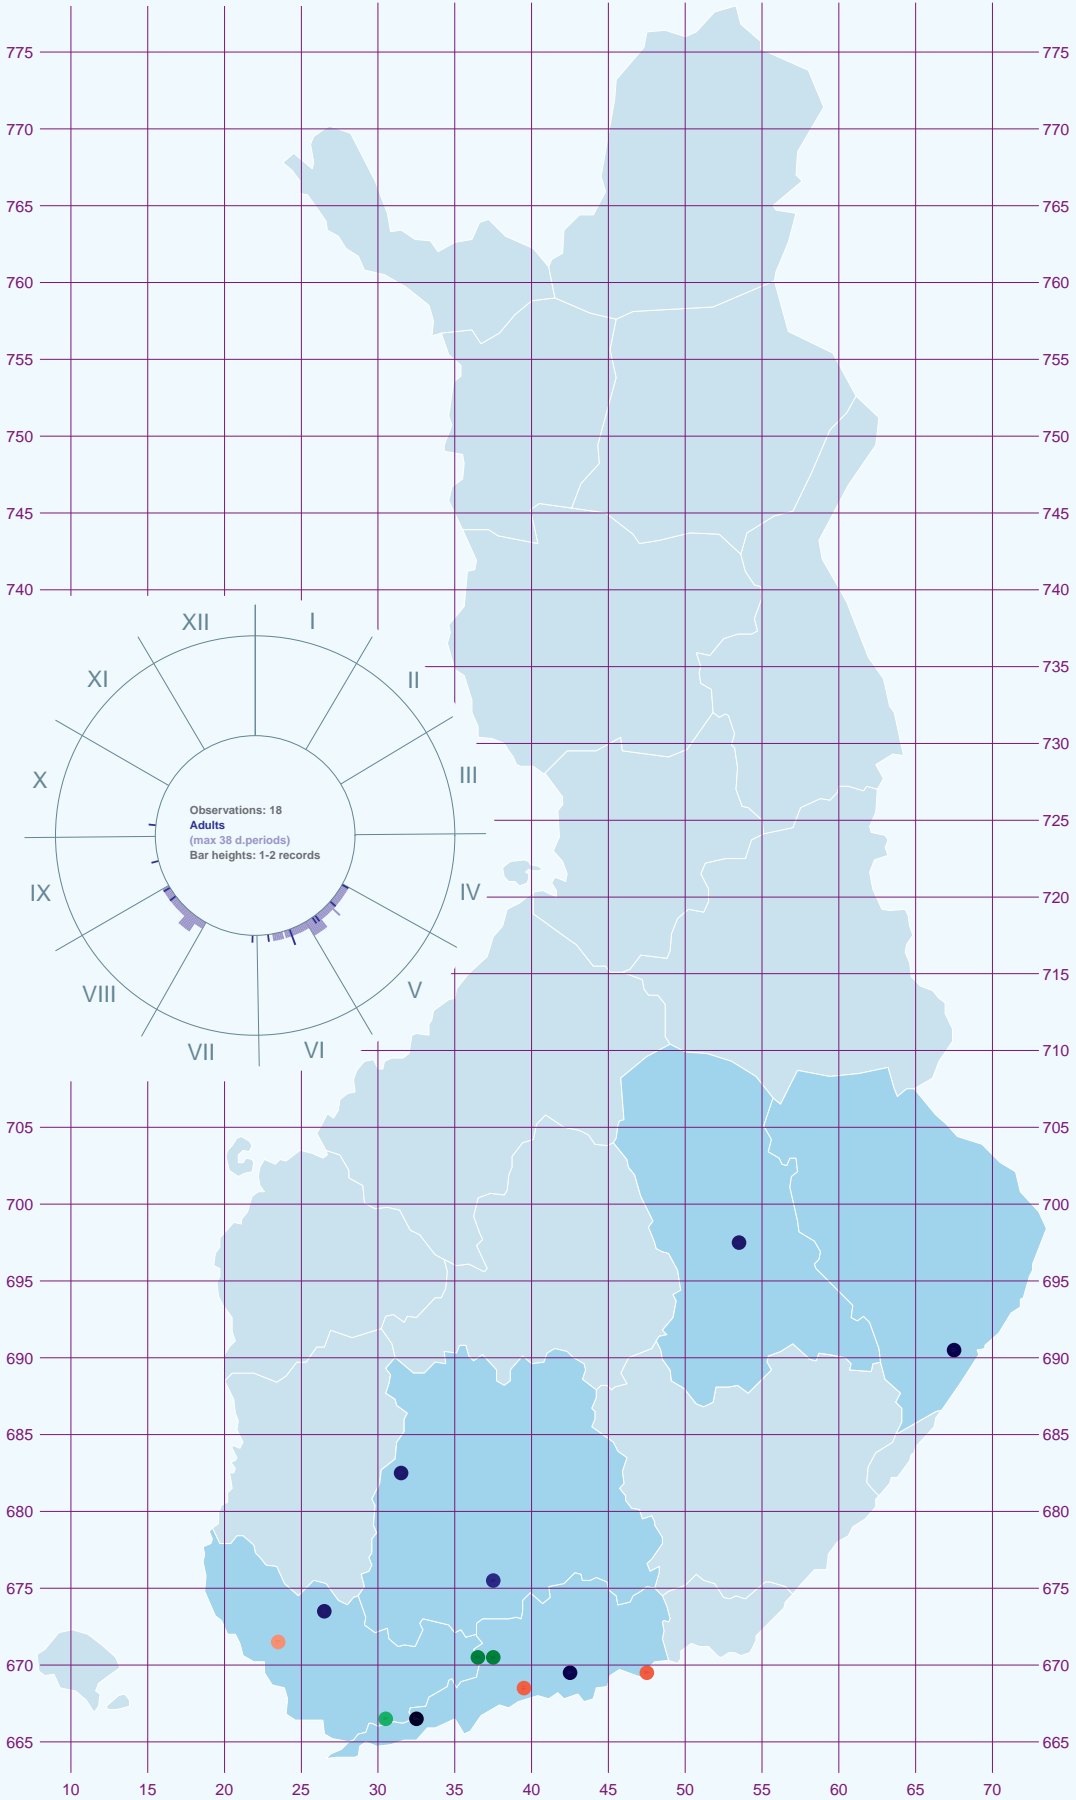 775 775
770 770
765 765
760 760
755 755
750 750
745 745
740 740
XII I
735
XI II
730
X III
Observations: 18
Adults
(max 38 d.periods)
Bar heights: 1-2 records
725
IX IV
720
VIII V
715
VII VI
710
705 705
700 700
695 695
690 690
685 685
680 680
675 675
670 670
665 665
10 15 20 25 30 35 40 45 50 55 60 65 70